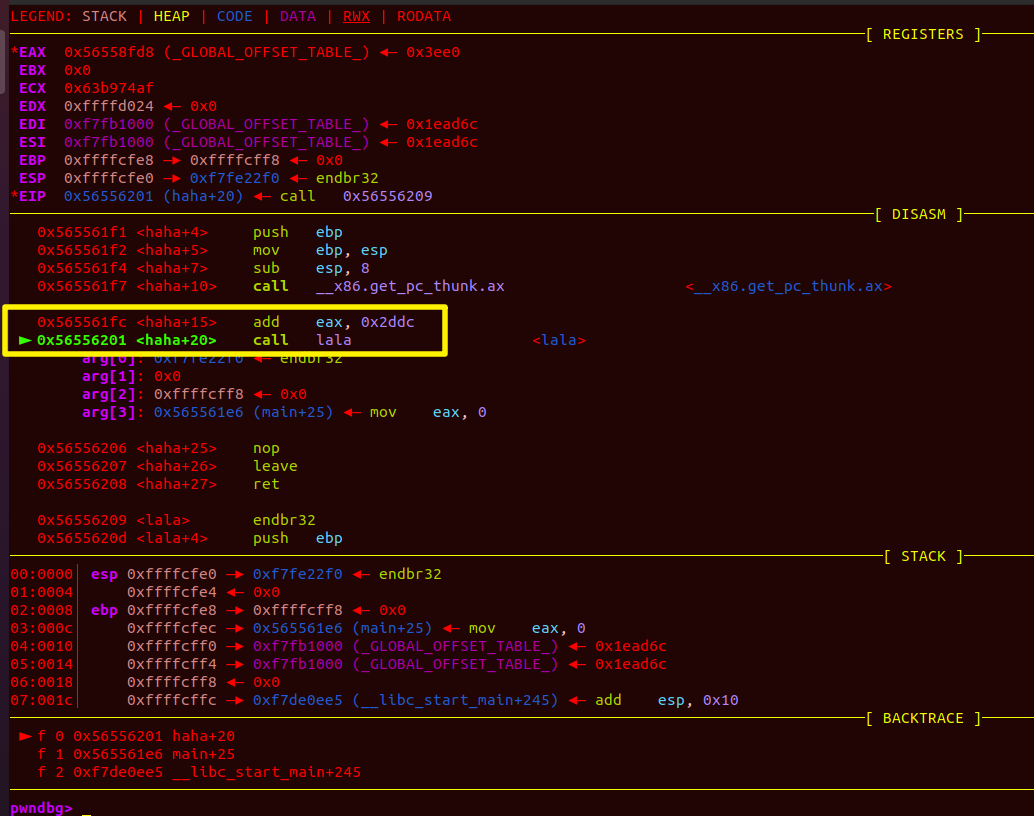 LEGEND: STACK | HEAP | CODE | DATA | RWX | RODATA
[ REGISTERS ]
*EAX 0x56558fd8 (_GLOBAL_OFFSET_TABLE_) ◂— 0x3ee0
EBX 0x0
ECX 0x63b974af
EDX 0xffffd024 ◂— 0x0
EDI 0xf7fb1000 (_GLOBAL_OFFSET_TABLE_) ◂— 0x1ead6c
ESI 0xf7fb1000 (_GLOBAL_OFFSET_TABLE_) ◂— 0x1ead6c
EBP 0xffffcfe8 —▸ 0xffffcff8 ◂— 0x0
ESP 0xffffcfe0 —▸ 0xf7fe22f0 ◂— endbr32
*EIP 0x56556201 (haha+20) ◂— call 0x56556209
[ DISASM ]
0x565561f1 <haha+4> push ebp
0x565561f2 <haha+5> mov ebp, esp
0x565561f4 <haha+7> sub esp, 8
0x565561f7 <haha+10> call __x86.get_pc_thunk.ax <__x86.get_pc_thunk.ax>
0x565561fc <haha+15> add eax, 0x2ddc
► 0x56556201 <haha+20> call lala <lala>
arg[0]: 0xf7fe22f0 ◂— endbr32
arg[1]: 0x0
arg[2]: 0xffffcff8 ◂— 0x0
arg[3]: 0x565561e6 (main+25) ◂— mov eax, 0
0x56556206 <haha+25> nop
0x56556207 <haha+26> leave
0x56556208 <haha+27> ret
0x56556209 <lala> endbr32
0x5655620d <lala+4> push ebp
[ STACK ]
00:0000│ esp 0xffffcfe0 —▸ 0xf7fe22f0 ◂— endbr32
01:0004│ 0xffffcfe4 ◂— 0x0
02:0008│ ebp 0xffffcfe8 —▸ 0xffffcff8 ◂— 0x0
03:000c│ 0xffffcfec —▸ 0x565561e6 (main+25) ◂— mov eax, 0
04:0010│ 0xffffcff0 —▸ 0xf7fb1000 (_GLOBAL_OFFSET_TABLE_) ◂— 0x1ead6c
05:0014│ 0xffffcff4 —▸ 0xf7fb1000 (_GLOBAL_OFFSET_TABLE_) ◂— 0x1ead6c
06:0018│ 0xffffcff8 ◂— 0x0
07:001c│ 0xffffcffc —▸ 0xf7de0ee5 (__libc_start_main+245) ◂— add esp, 0x10
[ BACKTRACE ]
► f 0 0x56556201 haha+20
f 1 0x565561e6 main+25
f 2 0xf7de0ee5 __libc_start_main+245
pwndbg> _